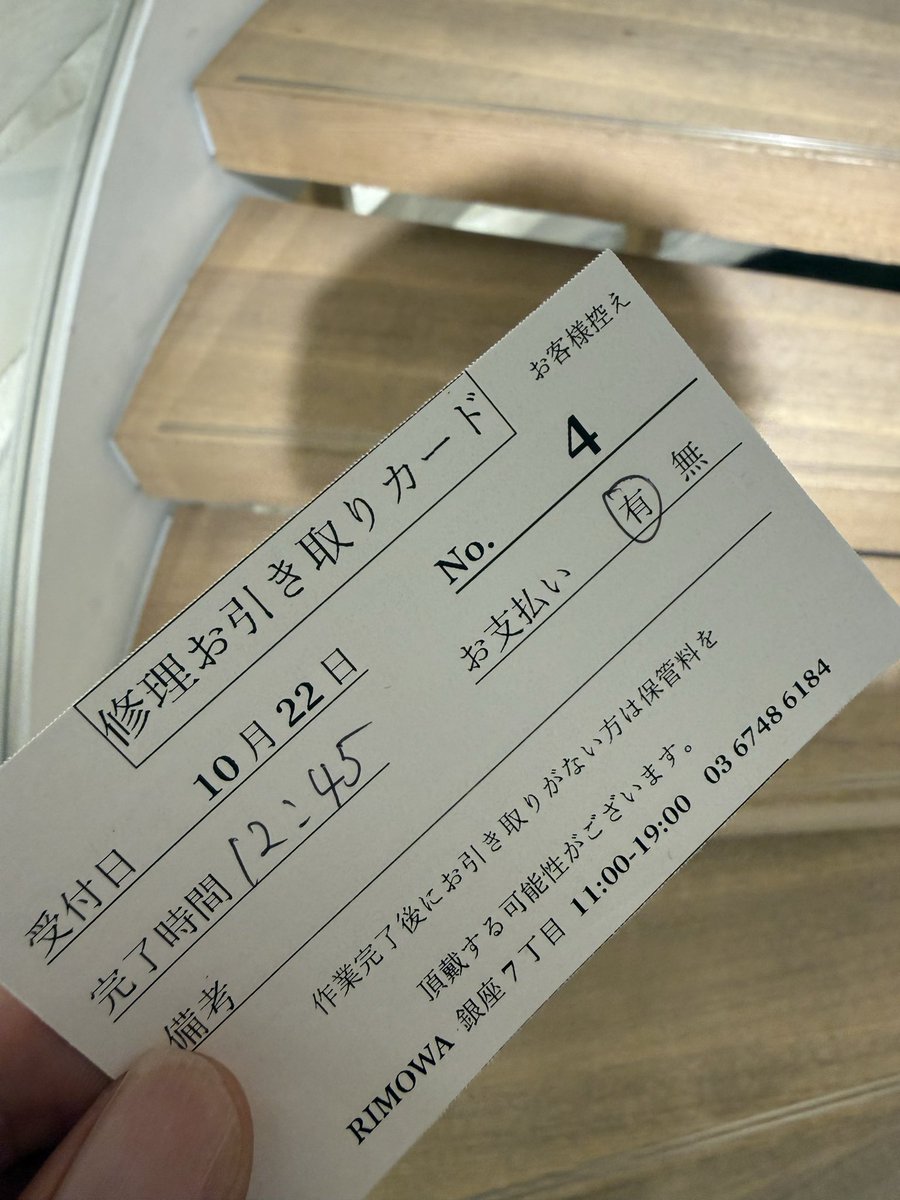 お客様控え
修理お引き取りカード
No. 4
受付日 10月22日
お支払い 有 無
完了時間 12:45
備考
作業完了後にお引き取りがない方は保管料を
頂戴する可能性がございます。
RIMOWA 銀座7丁目 11:00-19:00 03 6748 6184